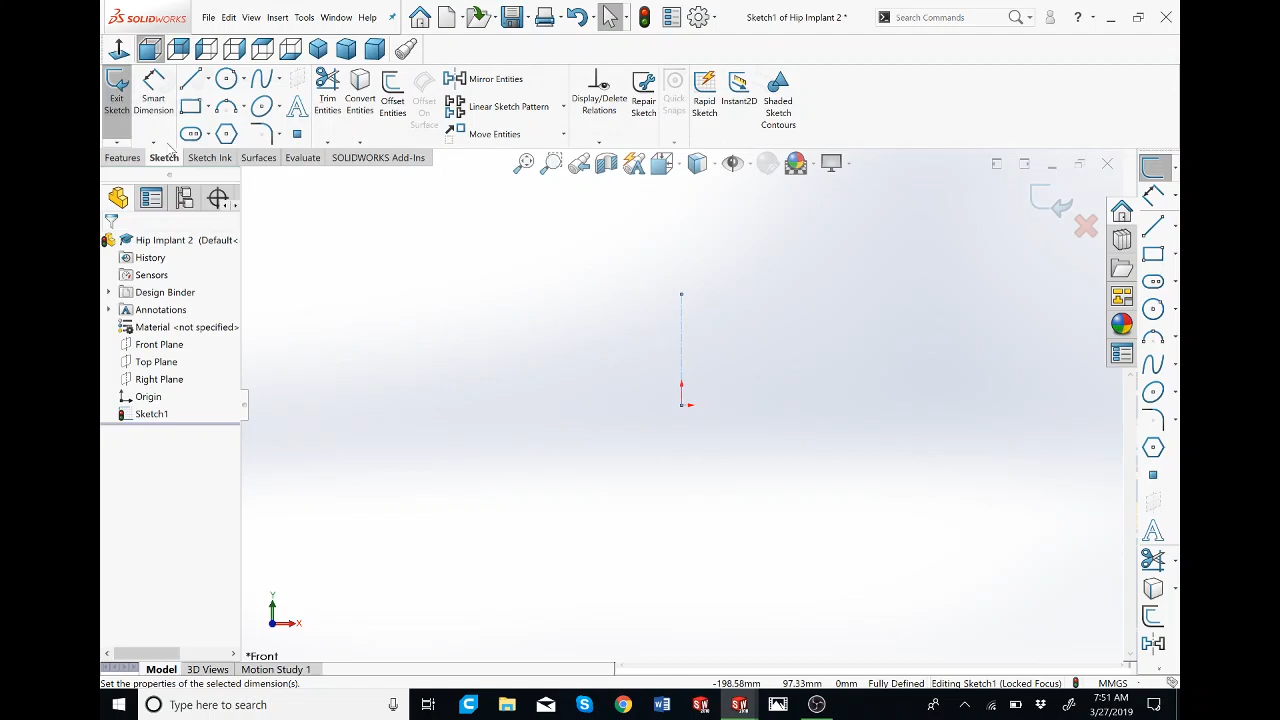 SOLIDWORKS File Edit View Insert Tools Window Help Sketch1 of Hip Implant 2 * Search Commands ?
Exit Sketch
Smart Dimension
Trim Entities
Convert Entities
Offset Entities
Offset On Surface
Mirror Entities
Linear Sketch Pattern
Move Entities
Display/Delete Relations
Repair Sketch
Quick Snaps
Rapid Sketch
Instant2D
Shaded Sketch Contours
Features Sketch Sketch Ink Surfaces Evaluate SOLIDWORKS Add-Ins
Hip Implant 2 (Default<
History
Sensors
Design Binder
Annotations
Material <not specified>
Front Plane
Top Plane
Right Plane
Origin
Sketch1
Y
X
*Front
Model 3D Views Motion Study 1
Set the properties of the selected dimension(s). -198.58mm 97.33mm 0mm Fully Defined Editing Sketch1 (Locked Focus) MMGS
Type here to search
7:51 AM
3/27/2019